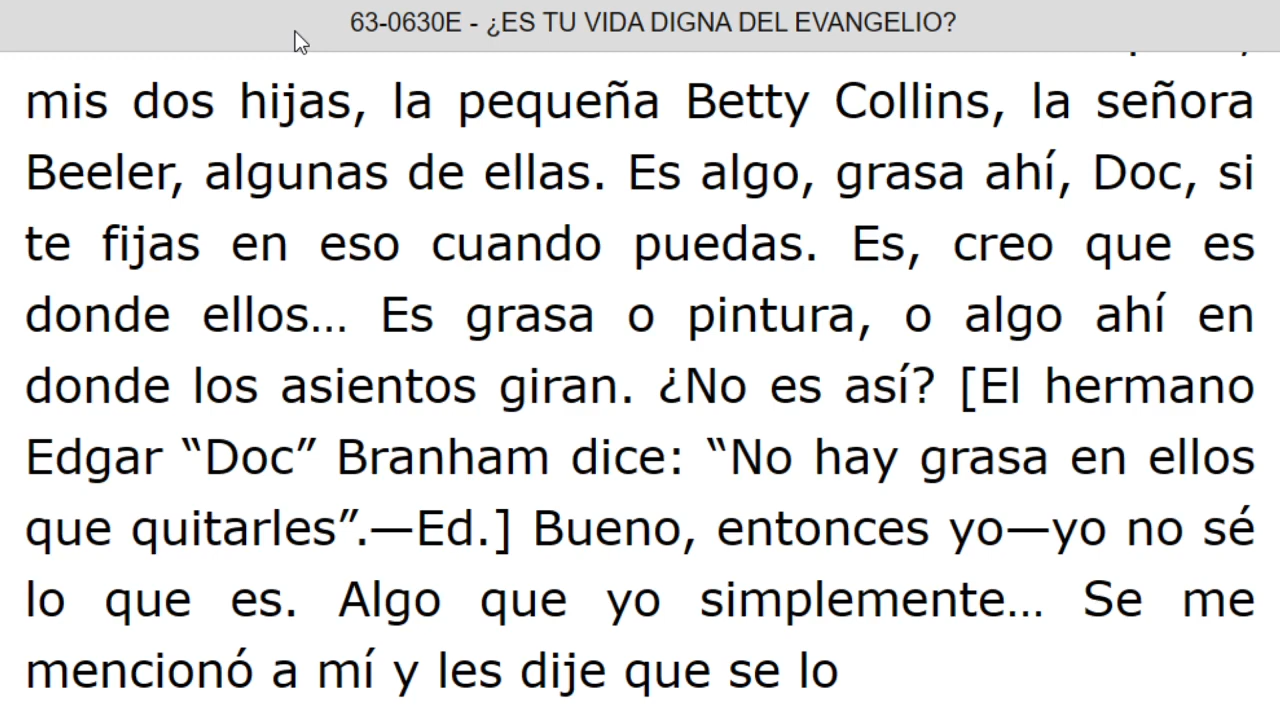 63-0630E - ¿ES TU VIDA DIGNA DEL EVANGELIO?
mis dos hijas, la pequeña Betty Collins, la señora
Beeler, algunas de ellas. Es algo, grasa ahí, Doc, si
te fijas en eso cuando puedas. Es, creo que es
donde ellos... Es grasa o pintura, o algo ahí en
donde los asientos giran. ¿No es así? [El hermano
Edgar “Doc” Branham dice: “No hay grasa en ellos
que quitarles”.—Ed.] Bueno, entonces yo—yo no sé
lo que es. Algo que yo simplemente... Se me
mencionó a mí y les dije que se lo